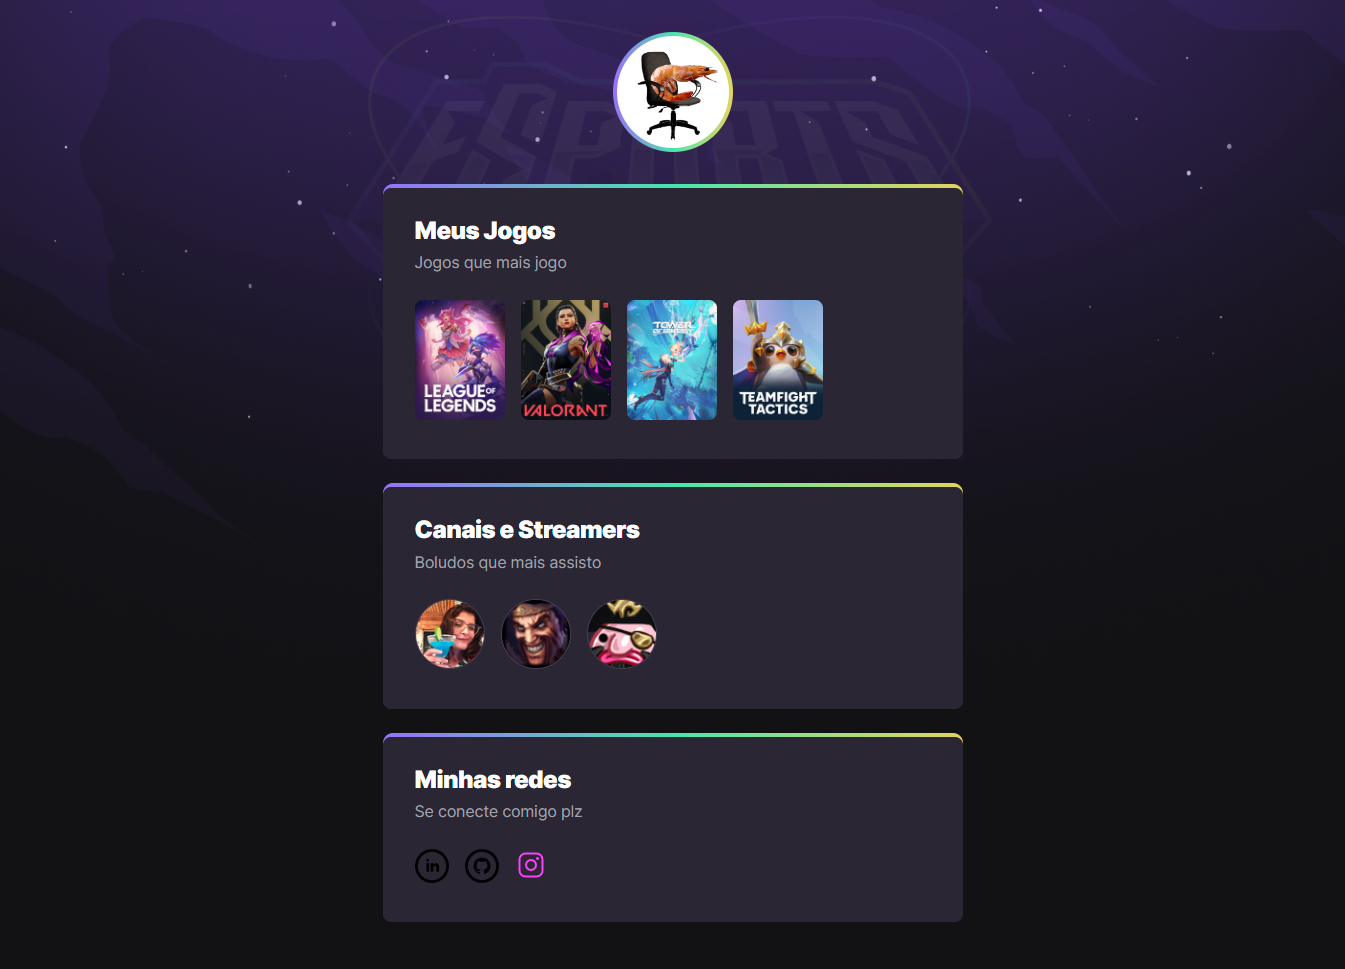 ESPORTS
Meus Jogos
Jogos que mais jogo
LEAGUE OF
LEGENDS
VALORANT
TOWER
OF FANTASY
TEAMFIGHT
TACTICS
Canais e Streamers
Boludos que mais assisto
Minhas redes
Se conecte comigo plz
in